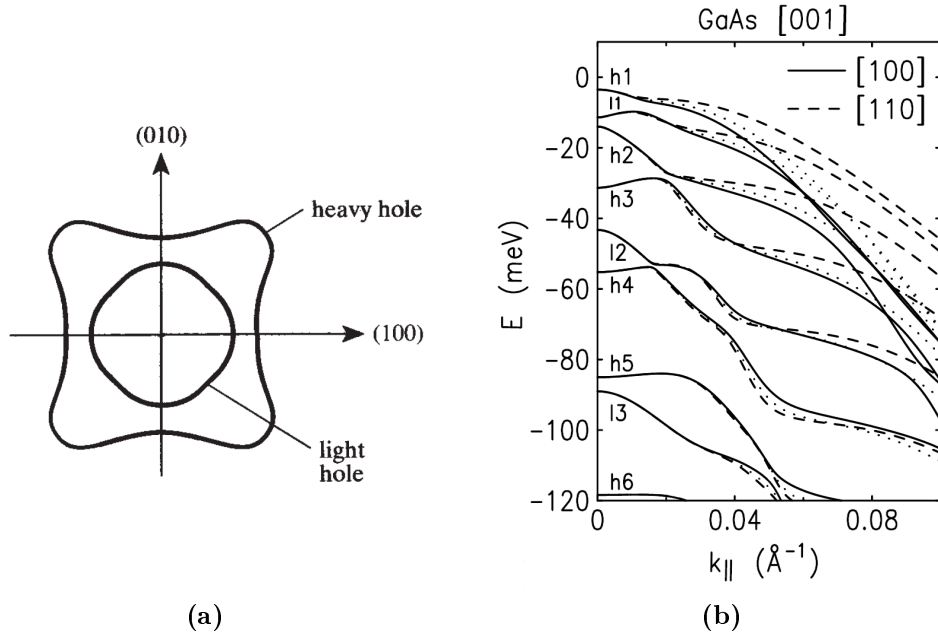 (010)
heavy hole
(100)
light
hole
(a)
GaAs [001]
[100]
[110]
h1
l1
h2
h3
l2
h4
h5
l3
h6
0
-20
-40
-60
-80
-100
-120
E (meV)
0
0.04
0.08
k|| (Å⁻¹)
(b)